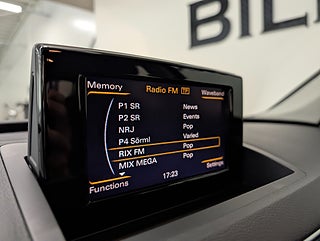 BIL
Memory Radio FM TP Waveband
P1 SR News
P2 SR Events
NRJ Pop
P4 Sörml Varied
RIX FM Pop
MIX MEGA Pop
Functions 17:23 Settings